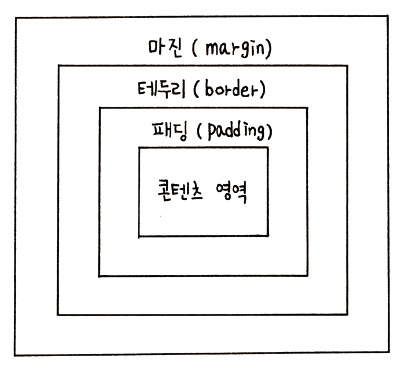 마진 (margin)
테두리 (border)
패딩 (padding)
콘텐츠 영역